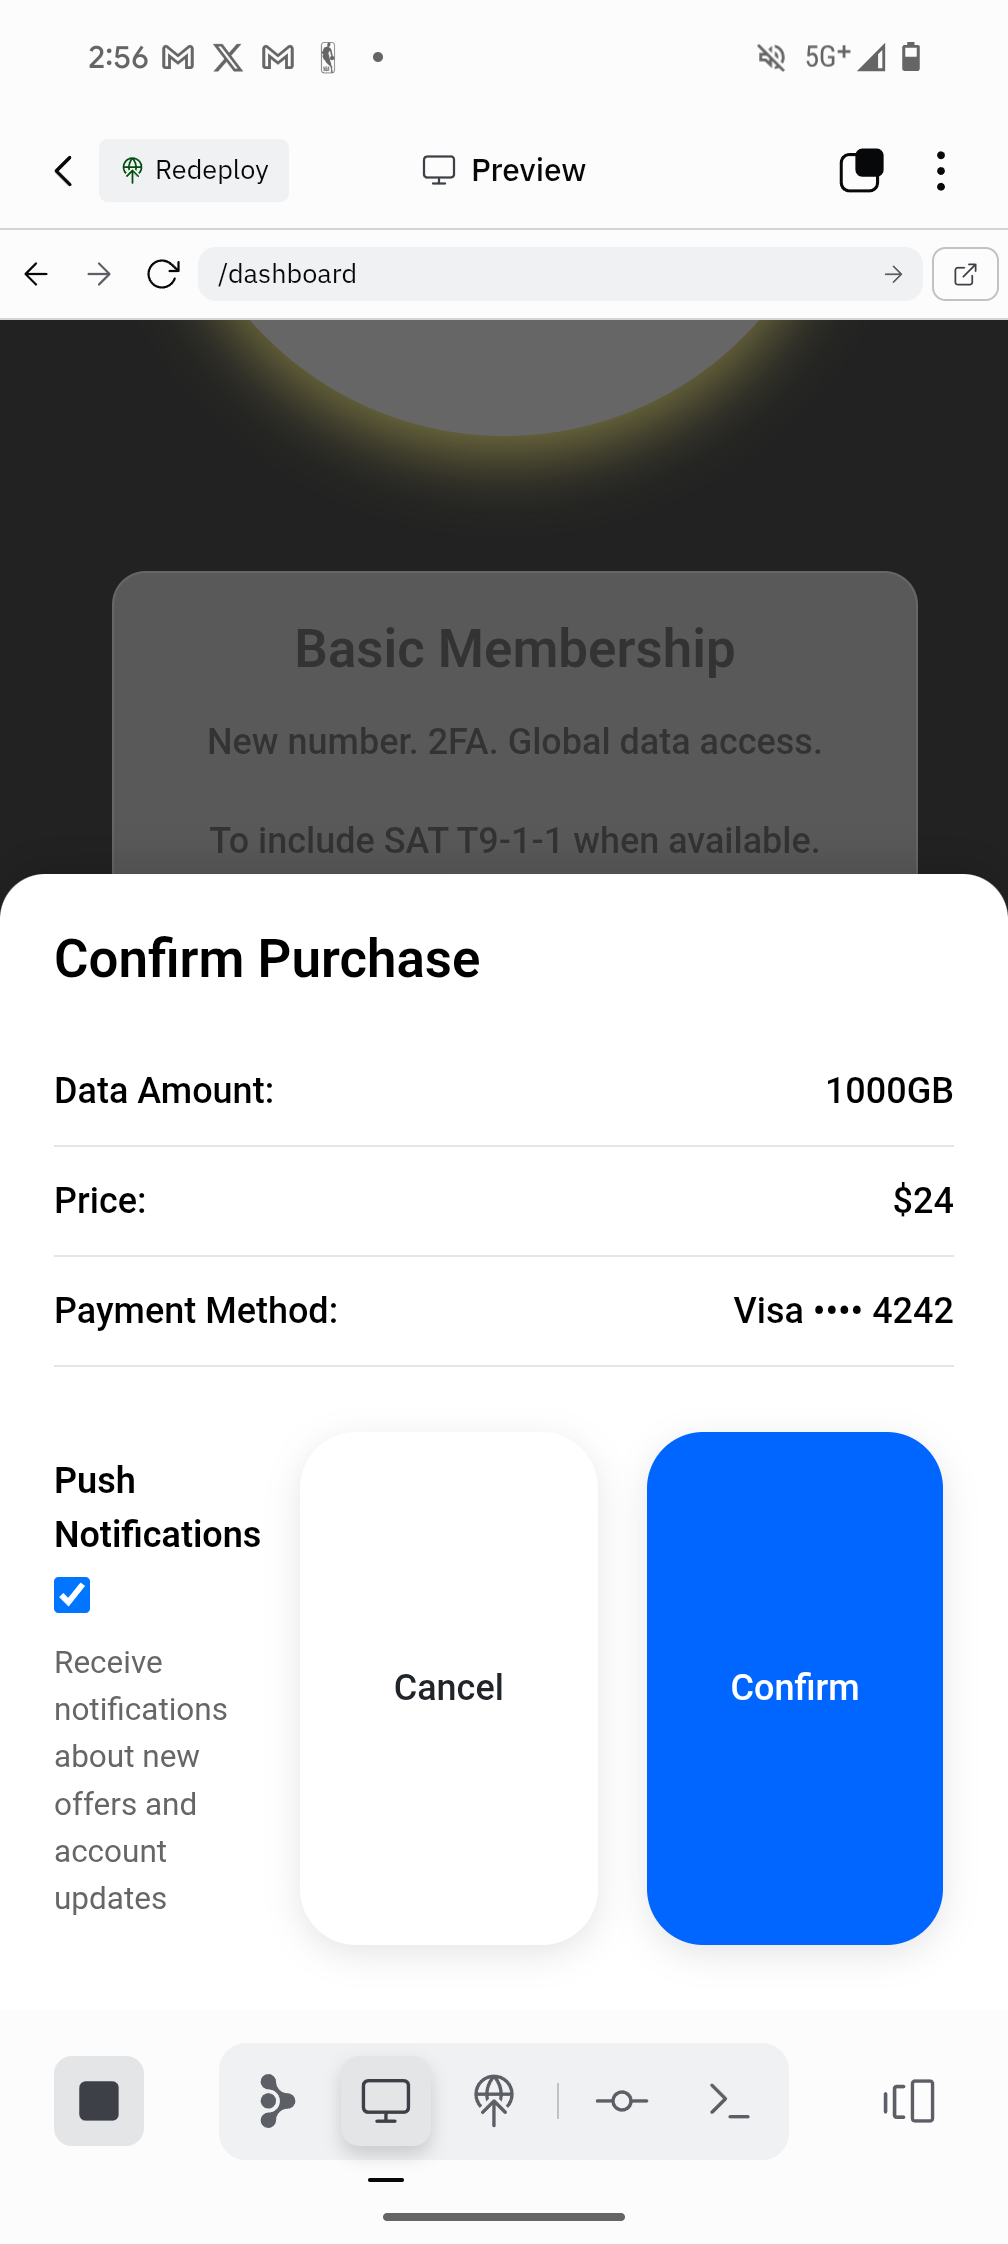 2:56
5G+
Redeploy
Preview
/dashboard
Basic Membership
New number. 2FA. Global data access.
To include SAT T9-1-1 when available.
Confirm Purchase
Data Amount: 1000GB
Price: $24
Payment Method: Visa •••• 4242
Push
Notifications
Receive
notifications
about new
offers and
account
updates
Cancel
Confirm